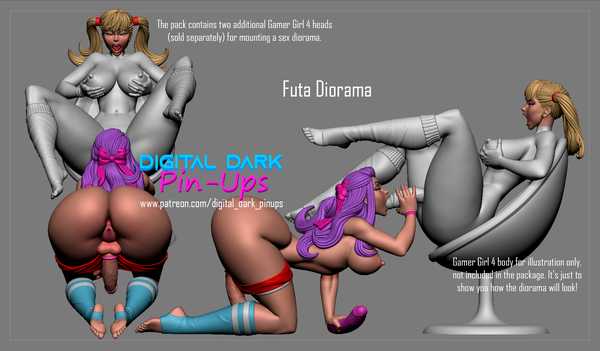 The pack contains two additional Gamer Girl 4 heads
(sold separately) for mounting a sex diorama.
Futa Diorama
DIGITAL DARK
Pin-Ups
www.patreon.com/digital_dark_pinups
Gamer Girl 4 body for illustration only.
not included in the package. It's just to
show you how the diorama will look!